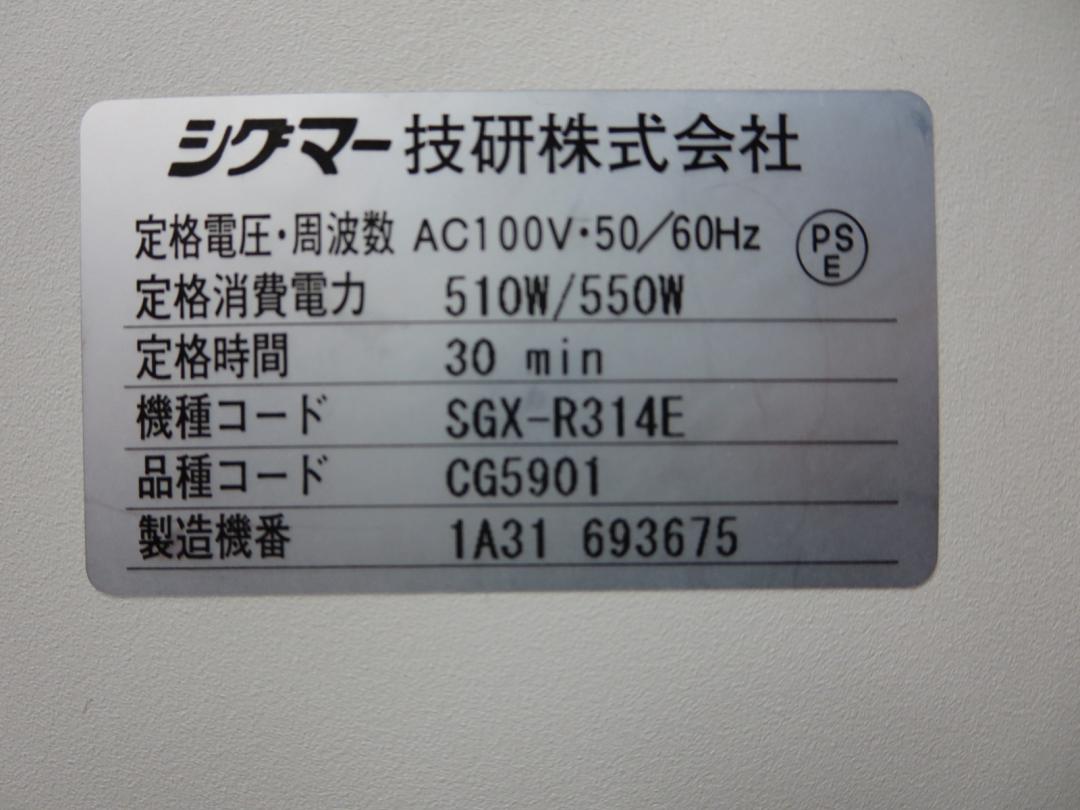 シグマー技研株式会社
定格電圧・周波数 AC100V・50/60Hz
PS
E
定格消費電力 510W/550W
定格時間 30 min
機種コード SGX-R314E
品種コード CG5901
製造機番 1A31 693675